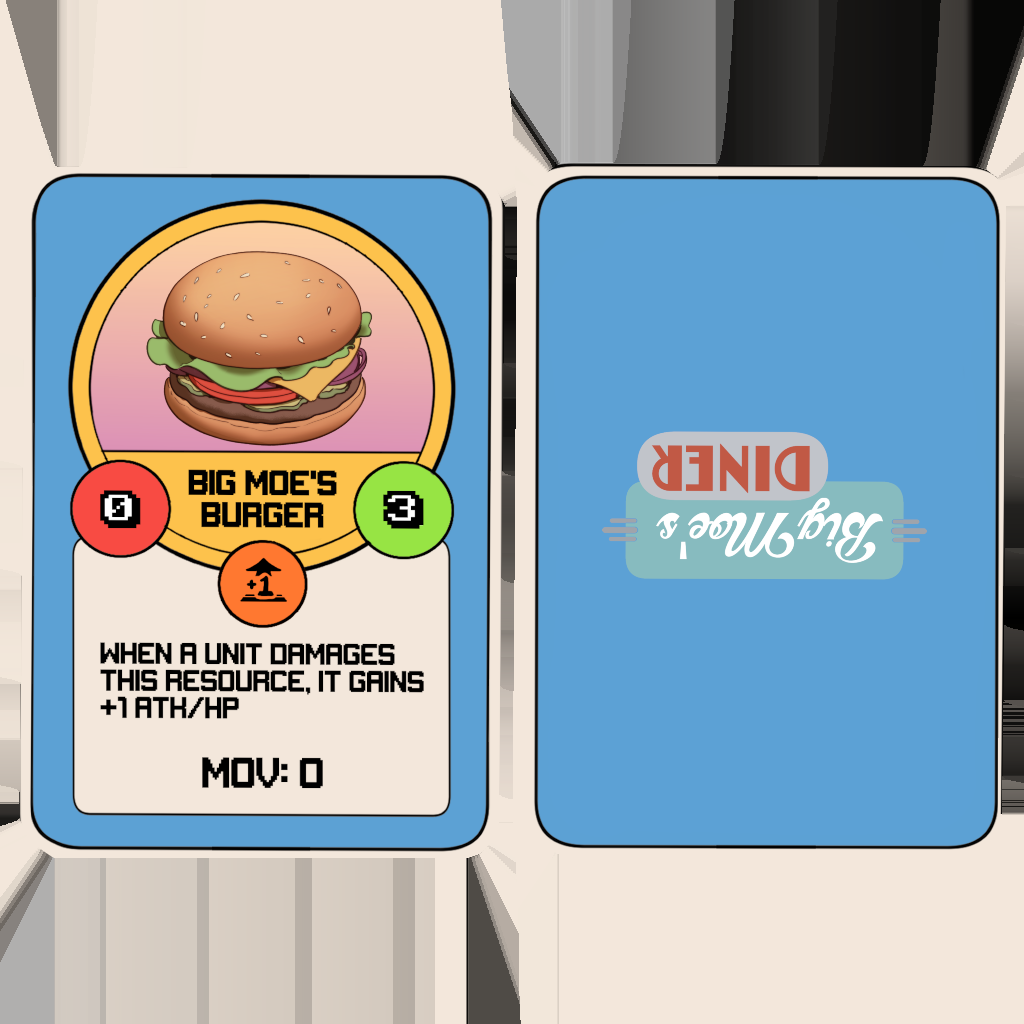 BIG MOE'S
BURGER
0
3
+1
WHEN A UNIT DAMAGES
THIS RESOURCE, IT GAINS
+1 ATK/HP
MOV: 0
Big Moe's
DINER